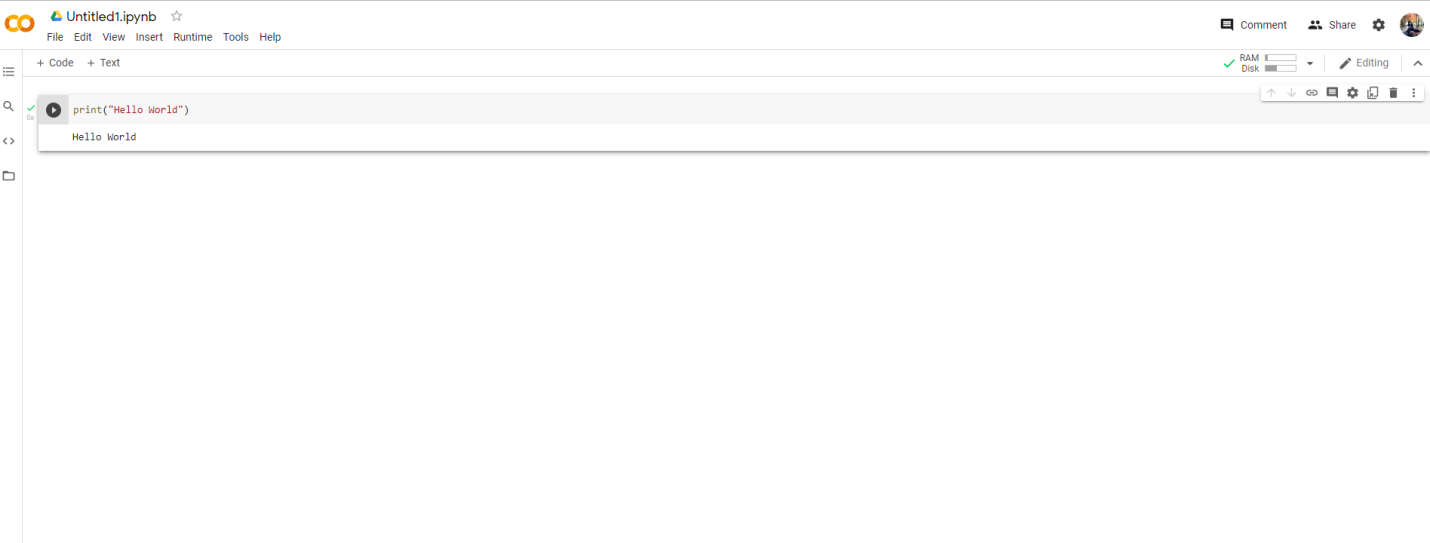 Untitled1.ipynb
File Edit View Insert Runtime Tools Help
Comment Share
+ Code + Text
RAM
Disk
Editing
print("Hello World")
0s
Hello World